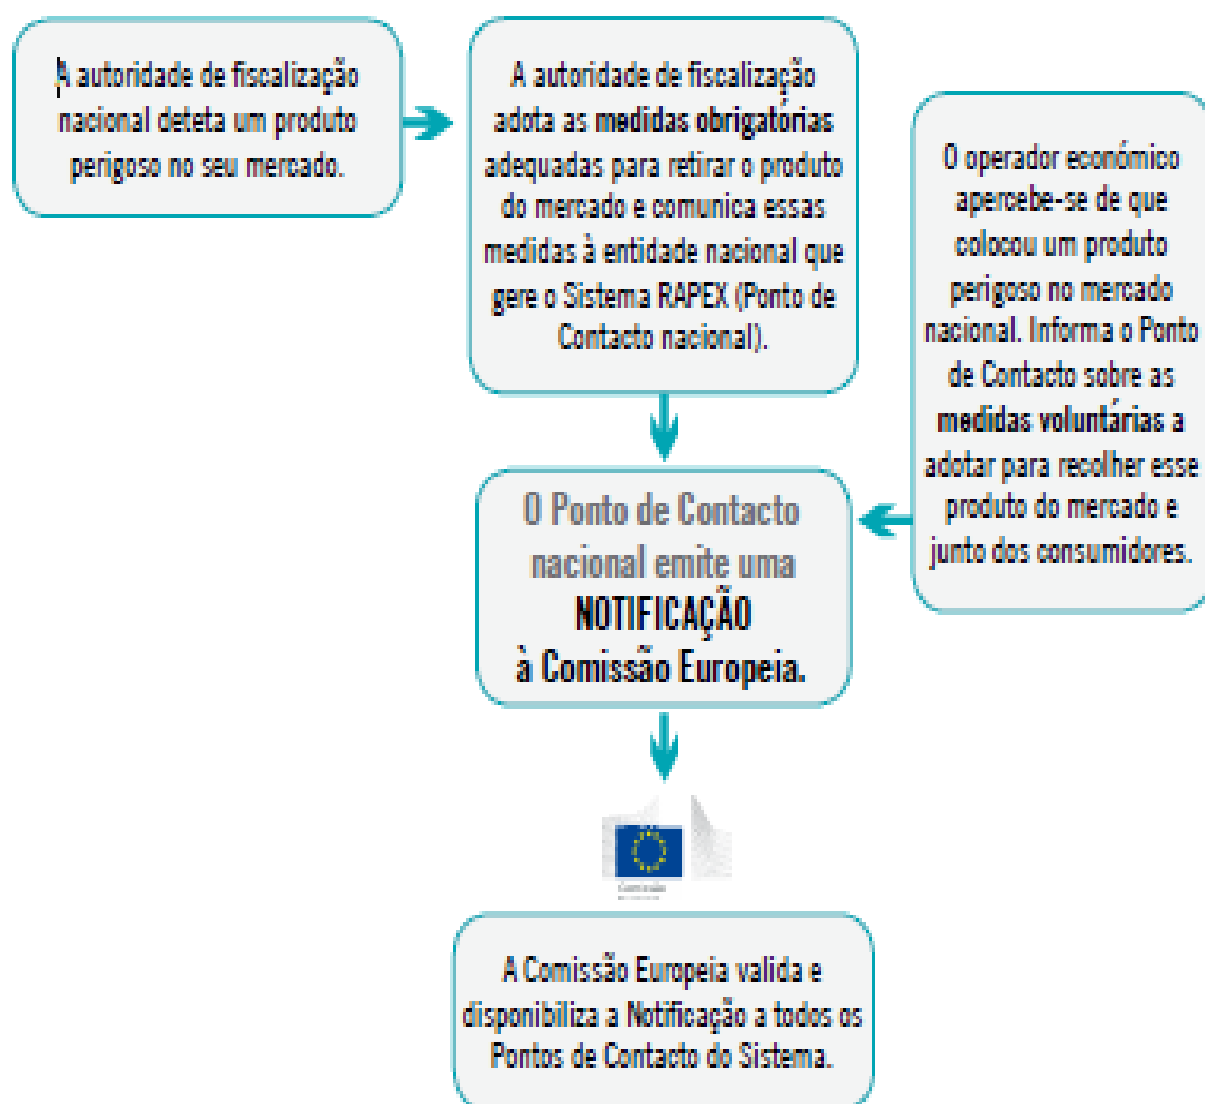 A autoridade de fiscalização
nacional deteta um produto
perigoso no seu mercado.
A autoridade de fiscalização
adota as medidas obrigatórias
adequadas para retirar o produto
do mercado e comunica essas
medidas à entidade nacional que
gere o Sistema RAPEX (Ponto de
Contacto nacional).
O operador económico
apercebe-se de que
colocou um produto
perigoso no mercado
nacional. Informa o Ponto
de Contacto sobre as
medidas voluntárias a
adotar para recolher esse
produto do mercado e
junto dos consumidores.
O Ponto de Contacto
nacional emite uma
NOTIFICAÇÃO
à Comissão Europeia.
A Comissão Europeia valida e
disponibiliza a Notificação a todos os
Pontos de Contacto do Sistema.